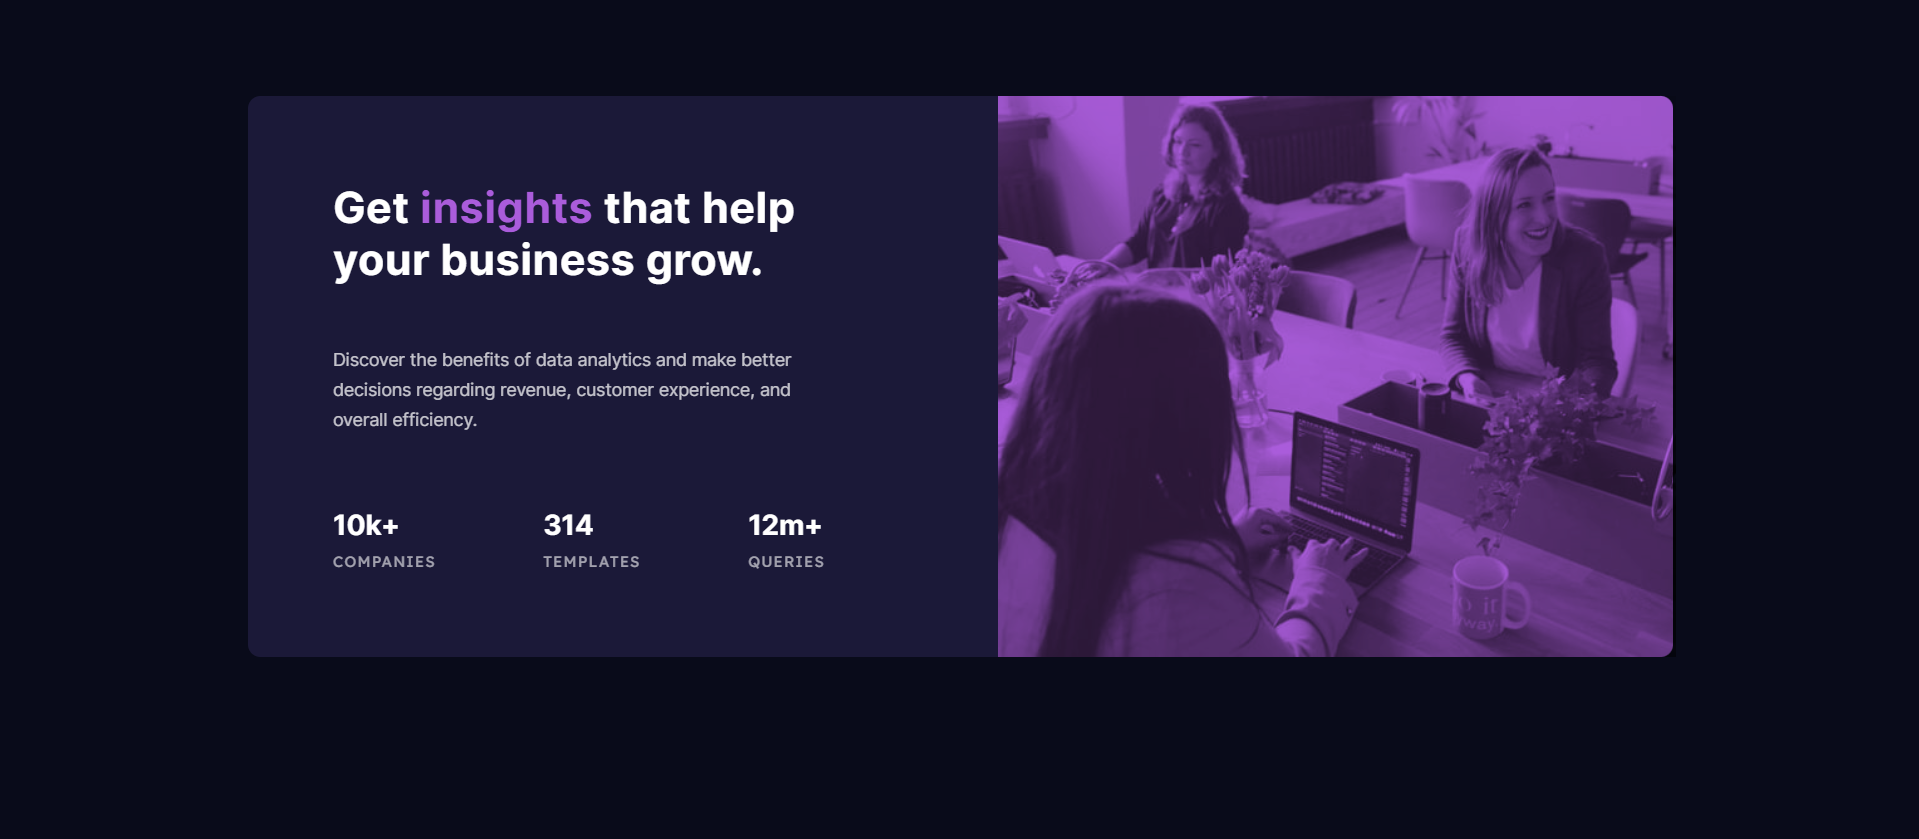 Get insights that help
your business grow.
Discover the benefits of data analytics and make better
decisions regarding revenue, customer experience, and
overall efficiency.
10k+
314
12m+
COMPANIES
TEMPLATES
QUERIES